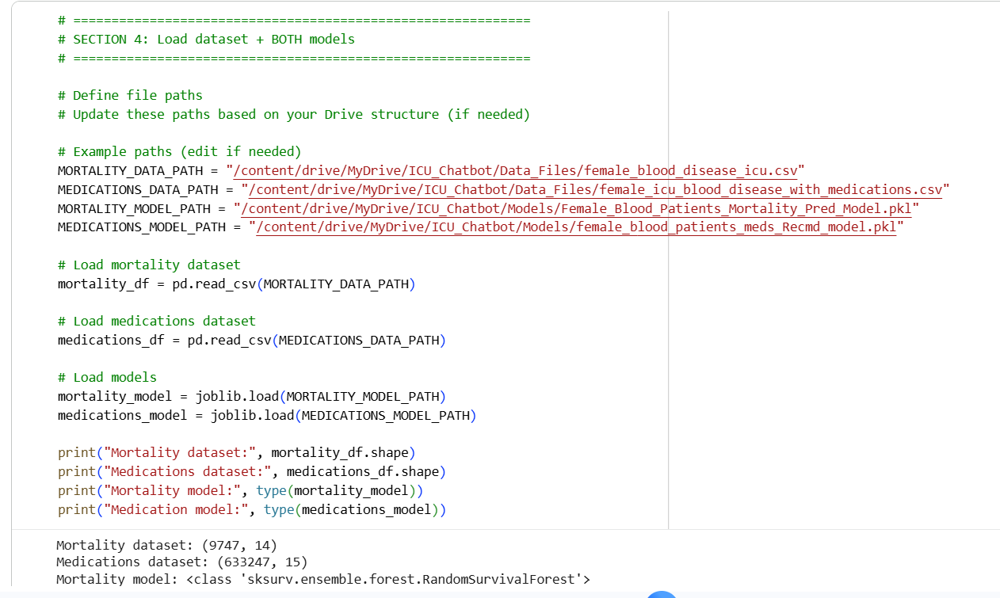 # ============================================================
# SECTION 4: Load dataset + BOTH models
# ============================================================
# Define file paths
# Update these paths based on your Drive structure (if needed)
# Example paths (edit if needed)
MORTALITY_DATA_PATH = "/content/drive/MyDrive/ICU_Chatbot/Data_Files/female_blood_disease_icu.csv"
MEDICATIONS_DATA_PATH = "/content/drive/MyDrive/ICU_Chatbot/Data_Files/female_icu_blood_disease_with_medications.csv"
MORTALITY_MODEL_PATH = "/content/drive/MyDrive/ICU_Chatbot/Models/Female_Blood_Patients_Mortality_Pred_Model.pkl"
MEDICATIONS_MODEL_PATH = "/content/drive/MyDrive/ICU_Chatbot/Models/female_blood_patients_meds_Recmd_model.pkl"
# Load mortality dataset
mortality_df = pd.read_csv(MORTALITY_DATA_PATH)
# Load medications dataset
medications_df = pd.read_csv(MEDICATIONS_DATA_PATH)
# Load models
mortality_model = joblib.load(MORTALITY_MODEL_PATH)
medications_model = joblib.load(MEDICATIONS_MODEL_PATH)
print("Mortality dataset:", mortality_df.shape)
print("Medications dataset:", medications_df.shape)
print("Mortality model:", type(mortality_model))
print("Medication model:", type(medications_model))
Mortality dataset: (9747, 14)
Medications dataset: (633247, 15)
Mortality model: <class 'sksurv.ensemble.forest.RandomSurvivalForest'>